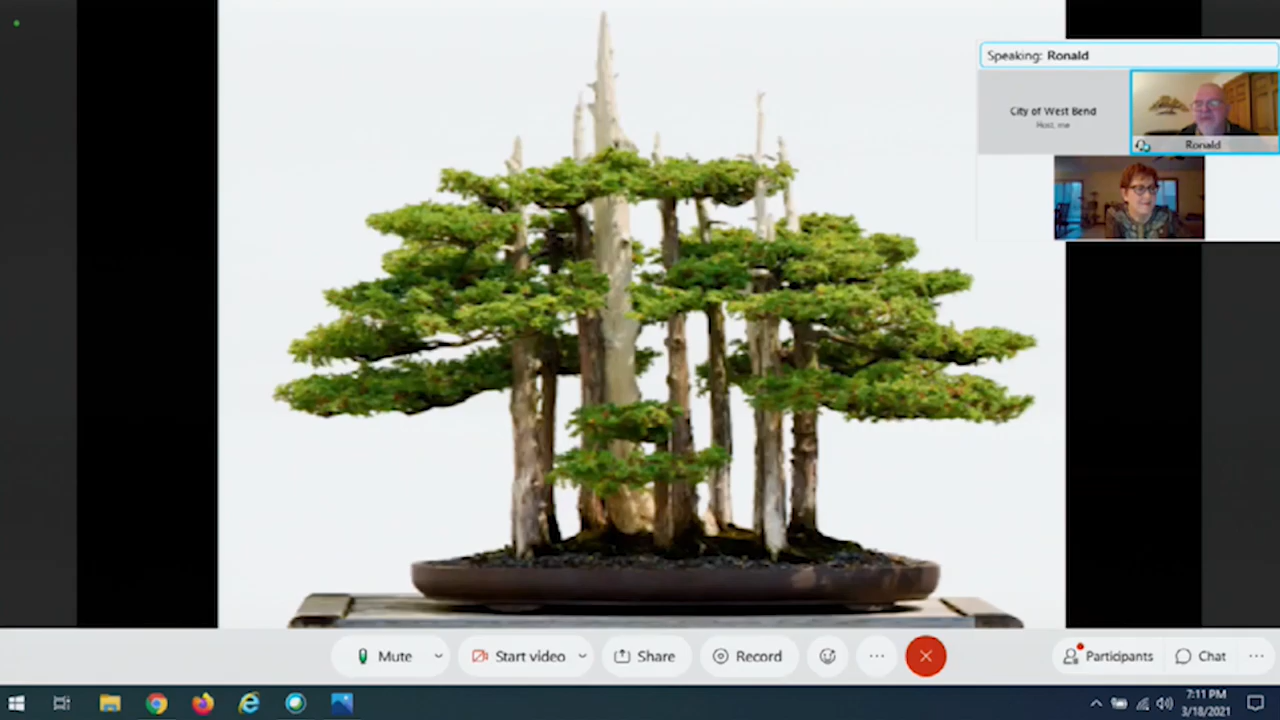 Speaking: Ronald
City of West Bend
Host, me
Ronald
Mute
Start video
Share
Record
Participants
Chat
7:11 PM
3/18/2021